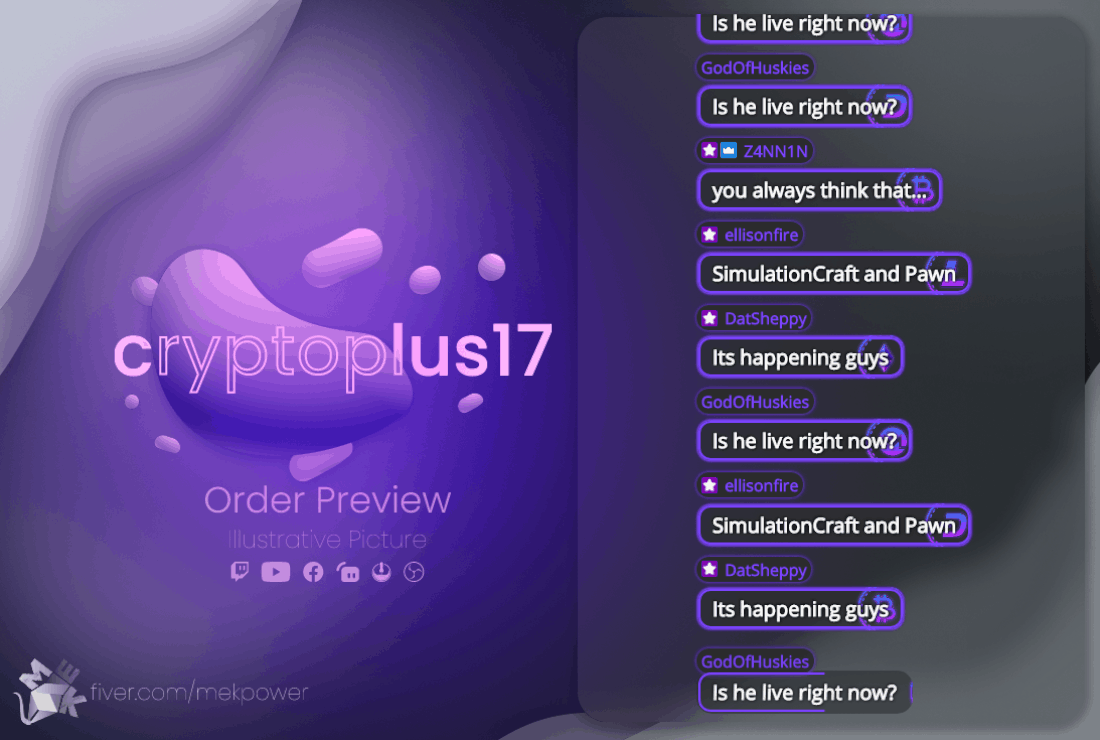 cryptoplus17
Order Preview
Illustrative Picture
MEK
fiver.com/mekpower
Is he live right now?
GodOfHuskies
Is he live right now?
Z4NN1N
you always think that...
ellisonfire
SimulationCraft and Pawn
DatSheppy
Its happening guys
GodOfHuskies
Is he live right now?
ellisonfire
SimulationCraft and Pawn
DatSheppy
Its happening guys
GodOfHuskies
Is he live right now?